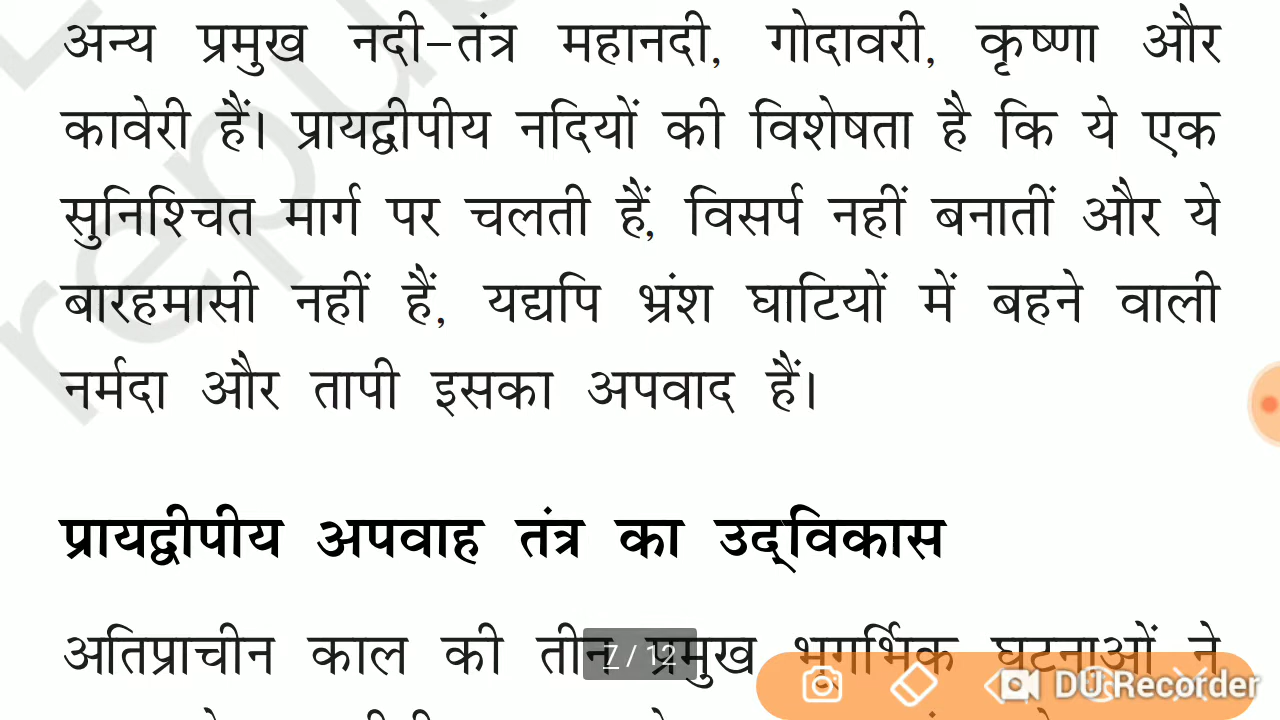 अन्य प्रमुख नदी-तंत्र महानदी, गोदावरी, कृष्णा और
कावेरी हैं। प्रायद्वीपीय नदियों की विशेषता है कि ये एक
सुनिश्चित मार्ग पर चलती हैं, विसर्प नहीं बनातीं और ये
बारहमासी नहीं हैं, यद्यपि भ्रंश घाटियों में बहने वाली
नर्मदा और तापी इसका अपवाद हैं।
प्रायद्वीपीय अपवाह तंत्र का उद्विकास
अतिप्राचीन काल की तीन प्रमुख भूगर्भिक घटनाओं ने
7 / 12
DU Recorder